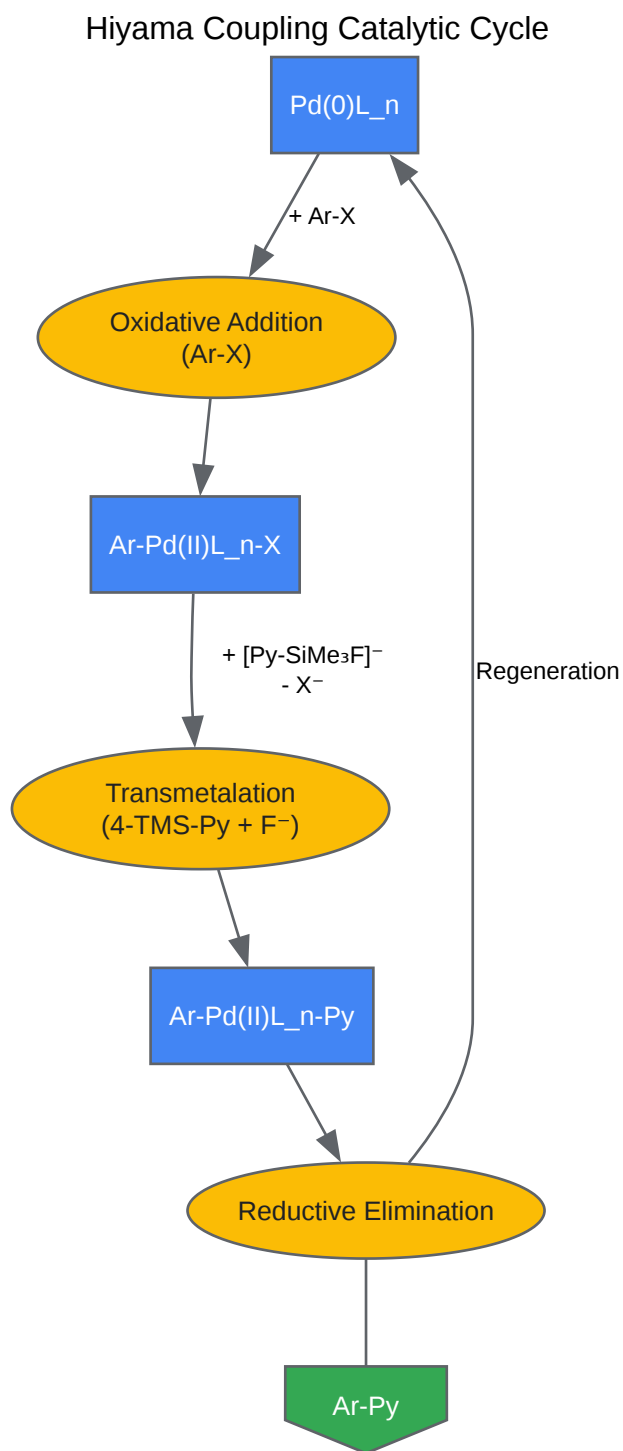 Hiyama Coupling Catalytic Cycle
Pd(0)L_n
+ Ar-X
Oxidative Addition
(Ar-X)
Ar-Pd(II)L_n-X
+ [Py-SiMe₃F]⁻
- X⁻
Regeneration
Transmetalation
(4-TMS-Py + F⁻)
Ar-Pd(II)L_n-Py
Reductive Elimination
Ar-Py